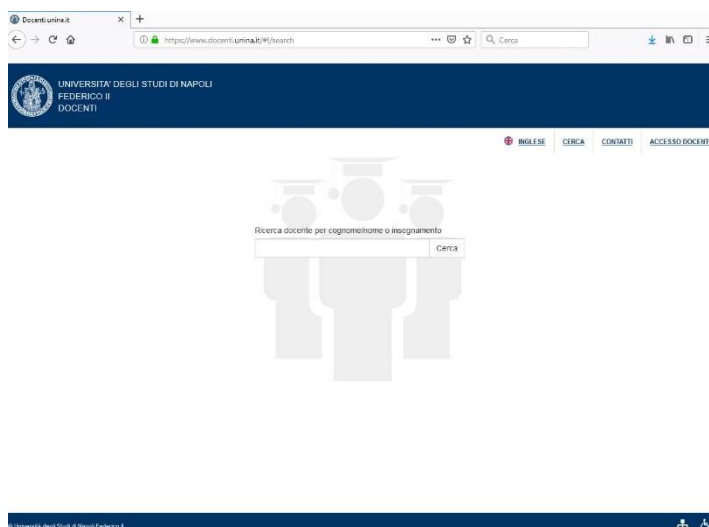 Docenti.unina.it
https://www.docenti.unina.it/#!/search
Cerca
UNIVERSITA' DEGLI STUDI DI NAPOLI
FEDERICO II
DOCENTI
INGLESE CERCA CONTATTI ACCESSO DOCENT
Ricerca docente per cognome/nome o insegnamento
Cerca
© Università degli Studi di Napoli Federico II